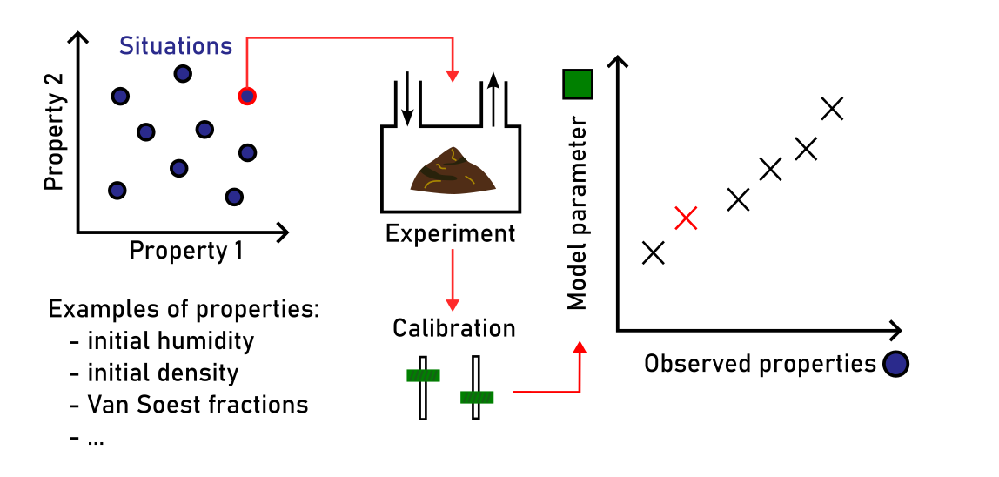 Situations
Property 2
Property 1
Examples of properties:
- initial humidity
- initial density
- Van Soest fractions
- ...
Experiment
Calibration
Model parameter
Observed properties